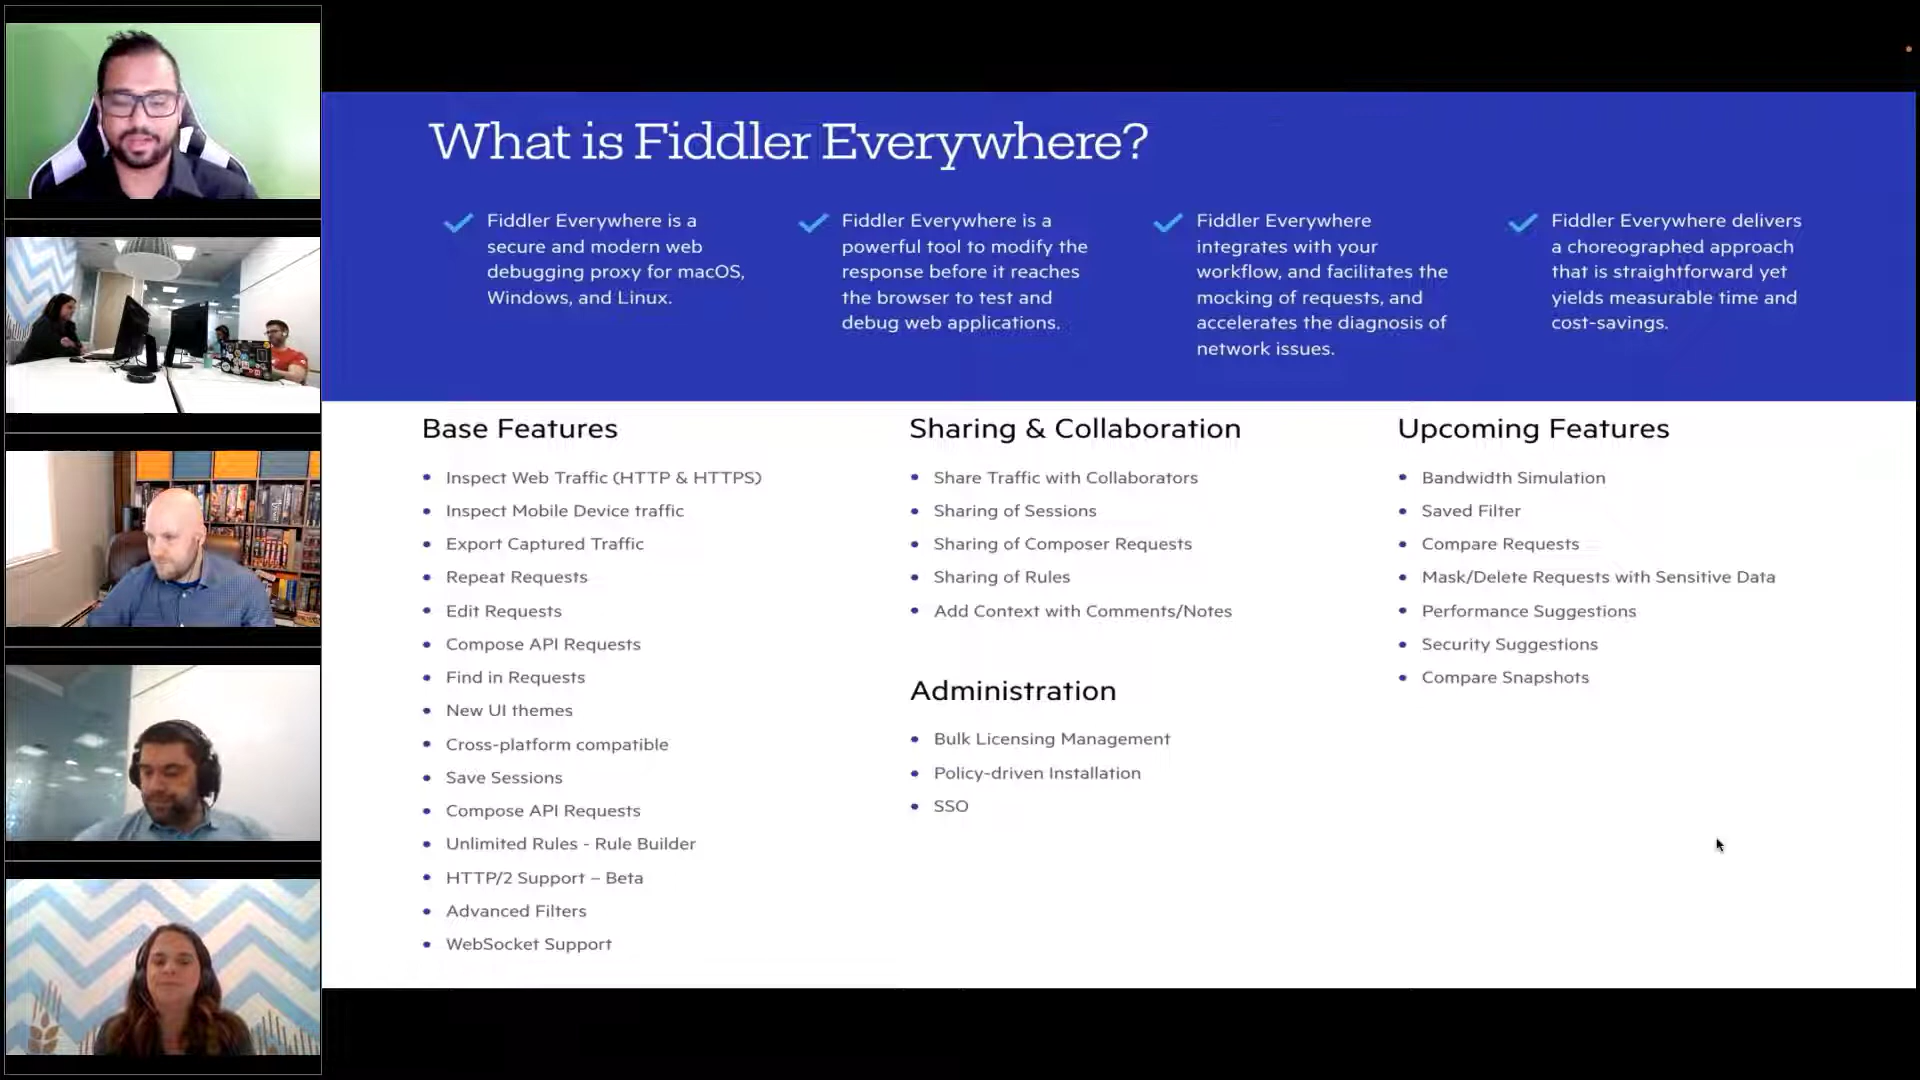 What is Fiddler Everywhere?
Fiddler Everywhere is a
secure and modern web
debugging proxy for macOS,
Windows, and Linux.
Fiddler Everywhere is a
powerful tool to modify the
response before it reaches
the browser to test and
debug web applications.
Fiddler Everywhere
integrates with your
workflow, and facilitates the
mocking of requests, and
accelerates the diagnosis of
network issues.
Fiddler Everywhere delivers
a choreographed approach
that is straightforward yet
yields measurable time and
cost-savings.
Base Features
• Inspect Web Traffic (HTTP & HTTPS)
• Inspect Mobile Device traffic
• Export Captured Traffic
• Repeat Requests
• Edit Requests
• Compose API Requests
• Find in Requests
• New UI themes
• Cross-platform compatible
• Save Sessions
• Compose API Requests
• Unlimited Rules - Rule Builder
• HTTP/2 Support – Beta
• Advanced Filters
• WebSocket Support
Sharing & Collaboration
• Share Traffic with Collaborators
• Sharing of Sessions
• Sharing of Composer Requests
• Sharing of Rules
• Add Context with Comments/Notes
Administration
• Bulk Licensing Management
• Policy-driven Installation
• SSO
Upcoming Features
• Bandwidth Simulation
• Saved Filter
• Compare Requests
• Mask/Delete Requests with Sensitive Data
• Performance Suggestions
• Security Suggestions
• Compare Snapshots